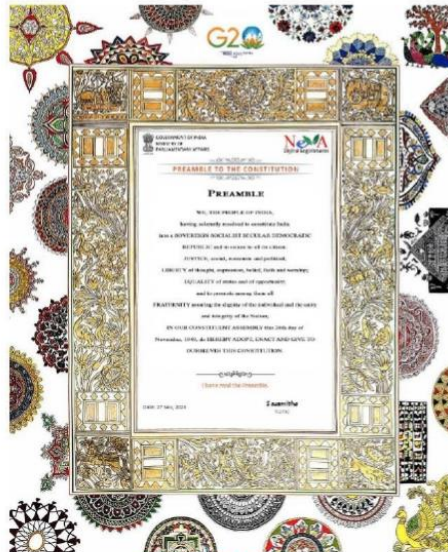 G20
GOVERNMENT OF INDIA
MINISTRY OF
PARLIAMENTARY AFFAIRS
NeVA
Digital Legislatures
PREAMBLE TO THE CONSTITUTION
PREAMBLE
WE, THE PEOPLE OF INDIA,
having solemnly resolved to constitute India
into a SOVEREIGN SOCIALIST SECULAR DEMOCRATIC
REPUBLIC and to secure to all its citizens
JUSTICE, social, economic and political;
LIBERTY of thought, expression, belief, faith and worship;
EQUALITY of status and of opportunity;
and to promote among them all
FRATERNITY assuring the dignity of the individual and the unity
and integrity of the Nation;
IN OUR CONSTITUENT ASSEMBLY this 26th day of
November, 1949, do HEREBY ADOPT, ENACT AND GIVE TO
OURSELVES THIS CONSTITUTION.
I have read the Preamble.